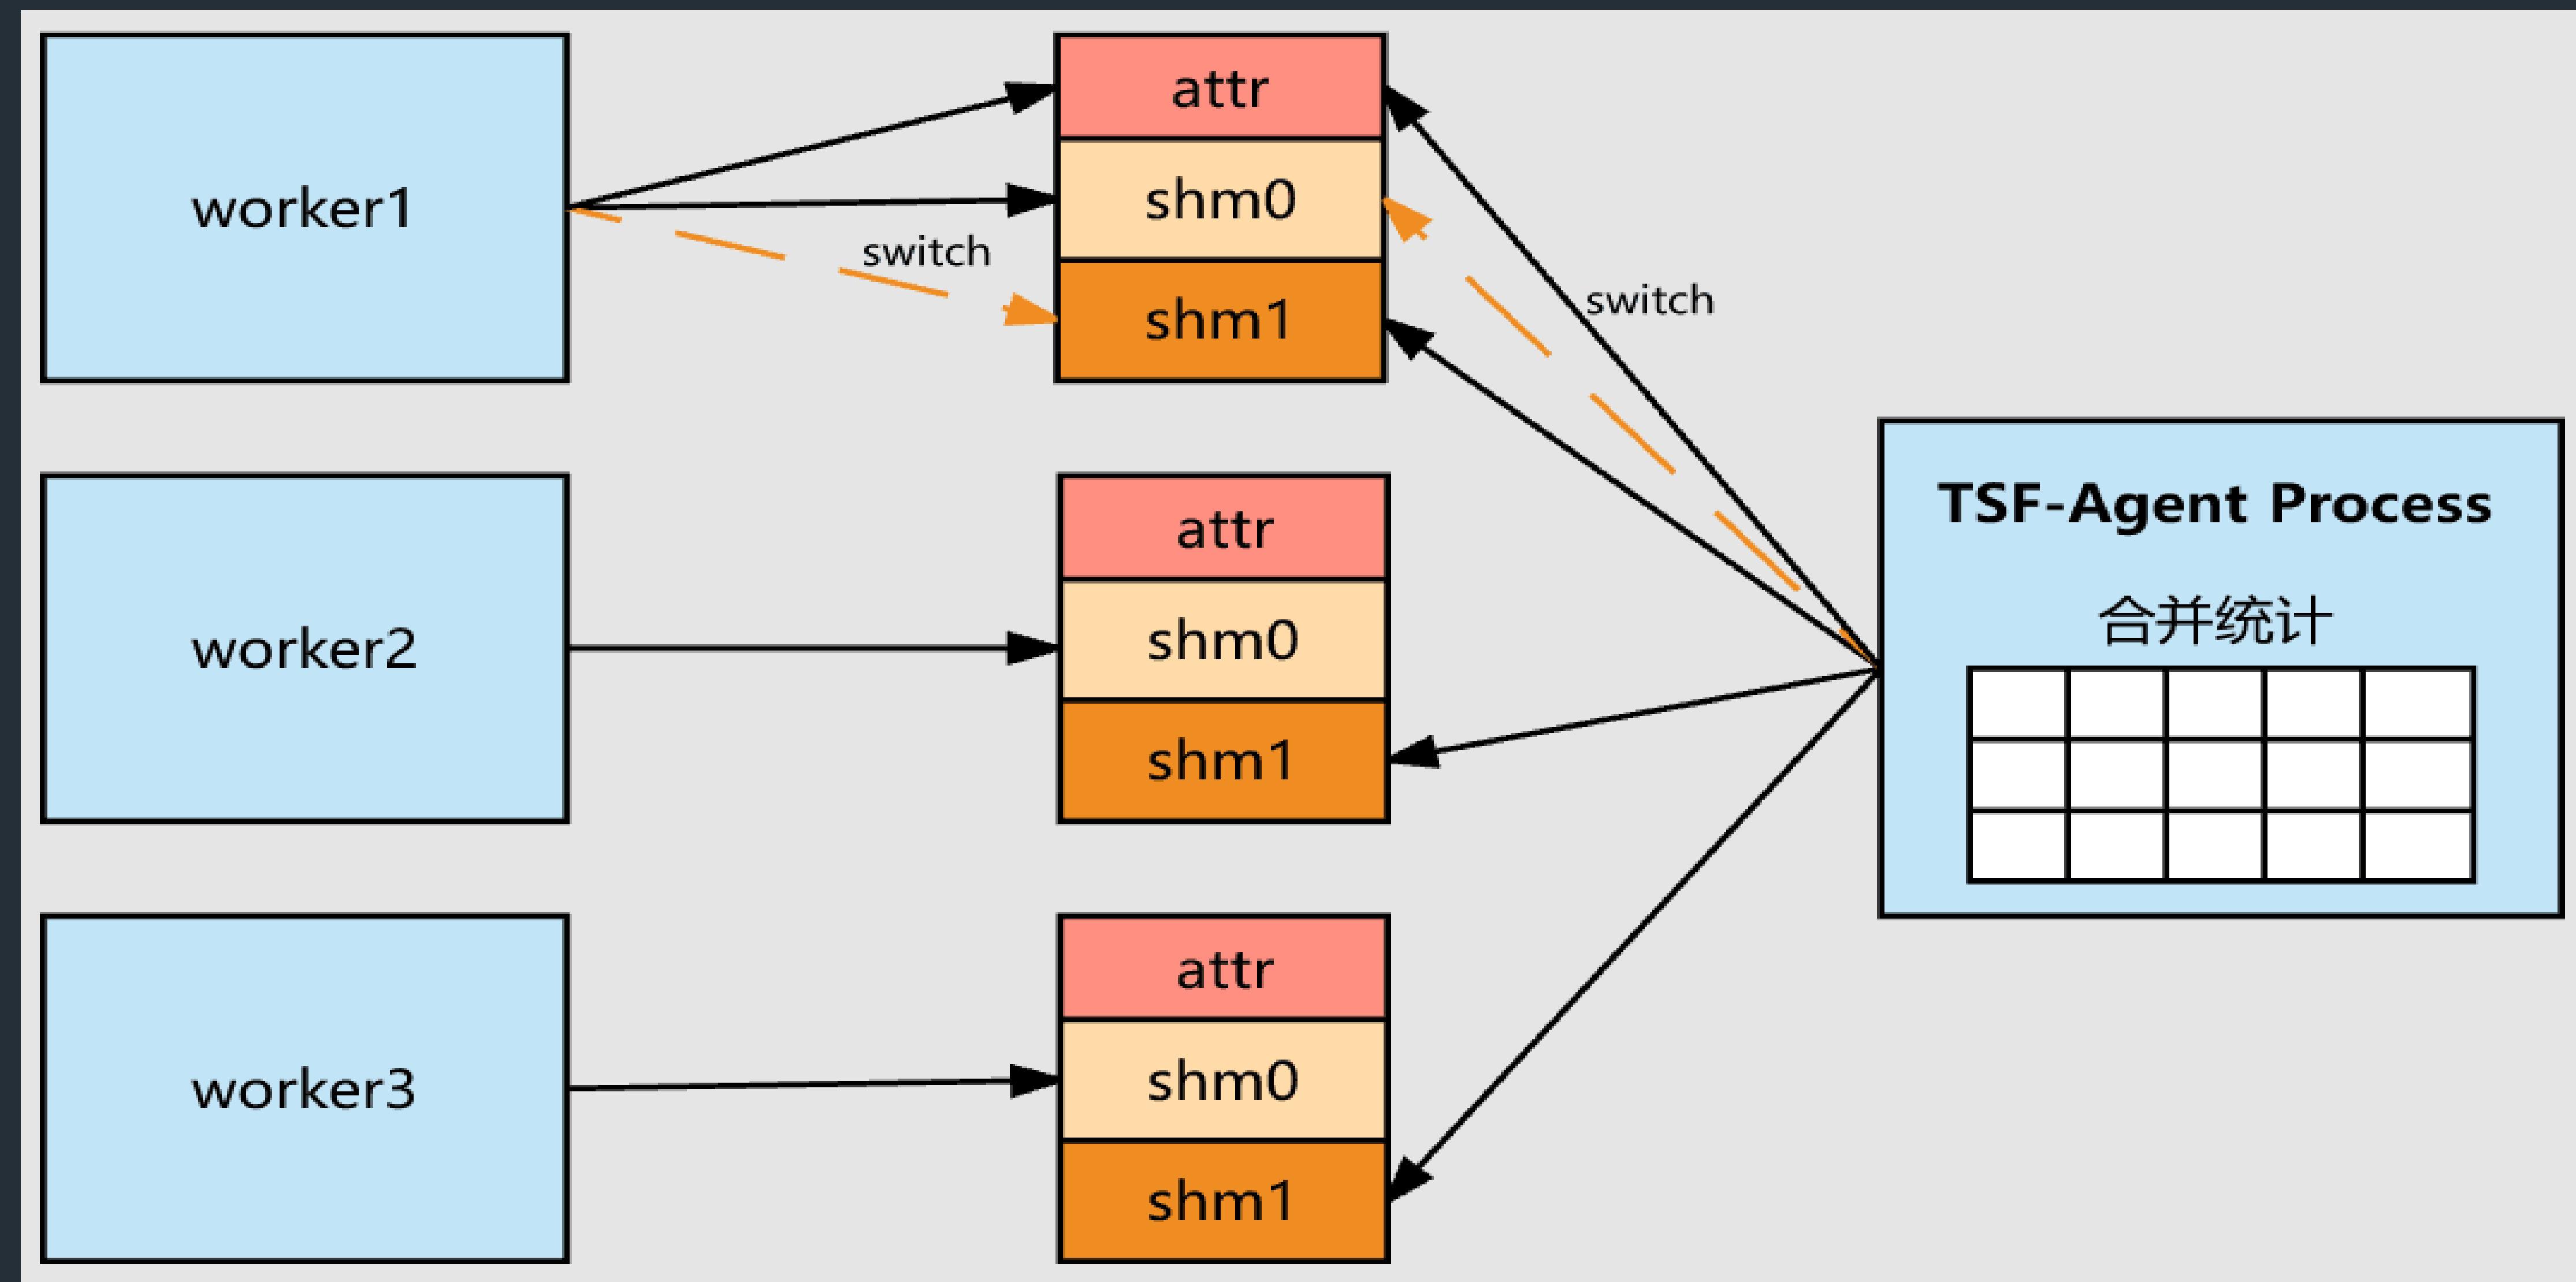 worker1
attr
shm0
shm1
switch
switch
worker2
attr
shm0
shm1
TSF-Agent Process
合并统计
worker3
attr
shm0
shm1